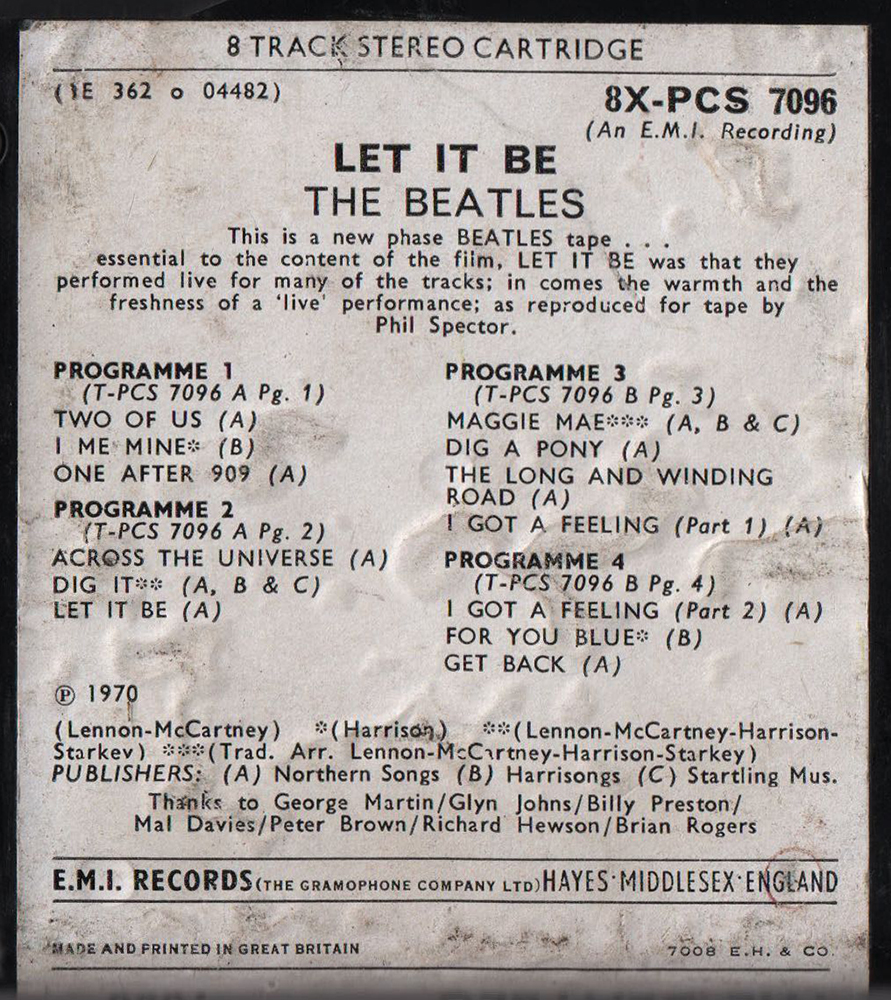 8 TRACK STEREO CARTRIDGE
(1E 362 o 04482)
8X-PCS 7096
(An E.M.I. Recording)
LET IT BE
THE BEATLES
This is a new phase BEATLES tape . . .
essential to the content of the film, LET IT BE was that they
performed live for many of the tracks; in comes the warmth and the
freshness of a 'live' performance; as reproduced for tape by
Phil Spector.
PROGRAMME 1
(T-PCS 7096 A Pg. 1)
TWO OF US (A)
I ME MINE* (B)
ONE AFTER 909 (A)
PROGRAMME 2
(T-PCS 7096 A Pg. 2)
ACROSS THE UNIVERSE (A)
DIG IT** (A, B & C)
LET IT BE (A)
PROGRAMME 3
(T-PCS 7096 B Pg. 3)
MAGGIE MAE*** (A, B & C)
DIG A PONY (A)
THE LONG AND WINDING
ROAD (A)
I GOT A FEELING (Part 1) (A)
PROGRAMME 4
(T-PCS 7096 B Pg. 4)
I GOT A FEELING (Part 2) (A)
FOR YOU BLUE* (B)
GET BACK (A)
℗ 1970
(Lennon-McCartney) *(Harrison) **(Lennon-McCartney-Harrison-
Starkey) ***(Trad. Arr. Lennon-McCartney-Harrison-Starkey)
PUBLISHERS: (A) Northern Songs (B) Harrisongs (C) Startling Mus.
Thanks to George Martin/Glyn Johns/Billy Preston/
Mal Davies/Peter Brown/Richard Hewson/Brian Rogers
E.M.I. RECORDS (THE GRAMOPHONE COMPANY LTD) HAYES·MIDDLESEX·ENGLAND
MADE AND PRINTED IN GREAT BRITAIN
7008 E.H. & CO.